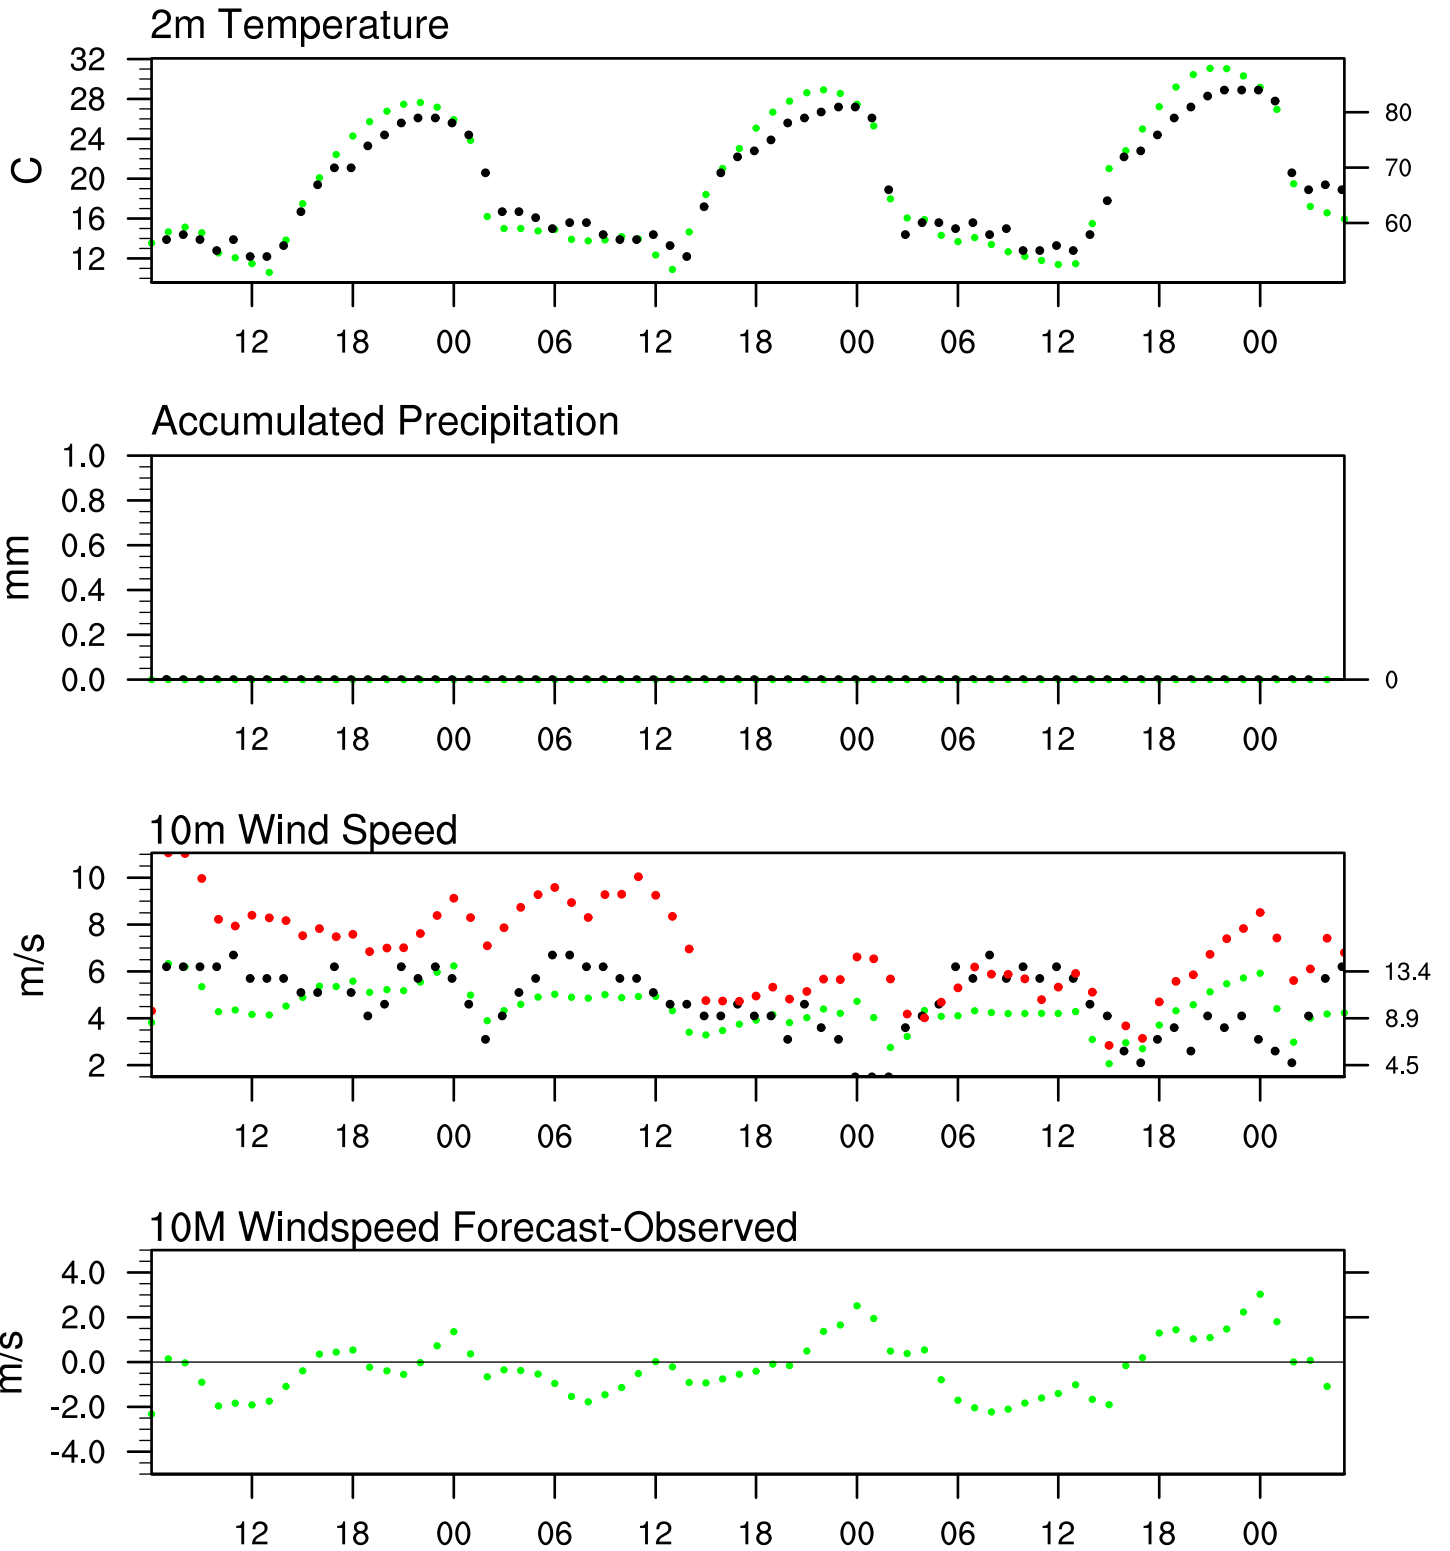 2m Temperature
32
28
24
20
16
12
C
80
70
60
12 18 00 06 12 18 00 06 12 18 00
Accumulated Precipitation
1.0
0.8
0.6
0.4
0.2
0.0
mm
0
12 18 00 06 12 18 00 06 12 18 00
10m Wind Speed
10
8
6
4
2
m/s
13.4
8.9
4.5
12 18 00 06 12 18 00 06 12 18 00
10M Windspeed Forecast-Observed
4.0
2.0
0.0
-2.0
-4.0
m/s
12 18 00 06 12 18 00 06 12 18 00